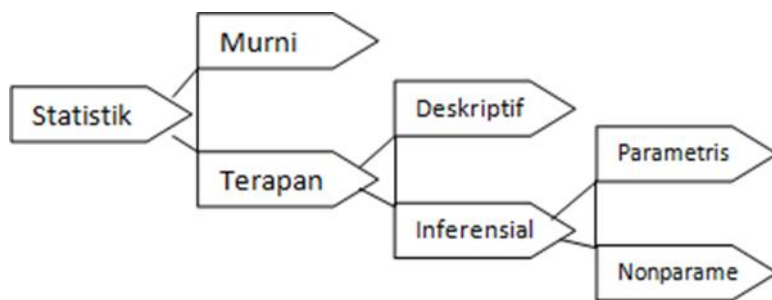 Murni
Statistik
Deskriptif
Terapan
Parametris
Inferensial
Nonparame